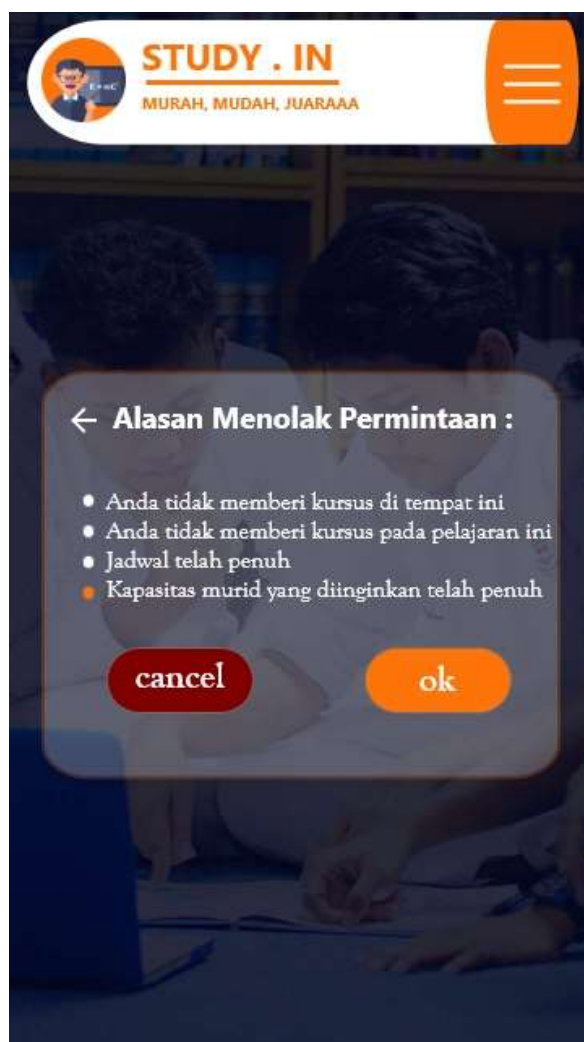 STUDY . IN
MURAH, MUDAH, JUARAAA
← Alasan Menolak Permintaan :
Anda tidak memberi kursus di tempat ini
Anda tidak memberi kursus pada pelajaran ini
Jadwal telah penuh
Kapasitas murid yang diinginkan telah penuh
cancel
ok